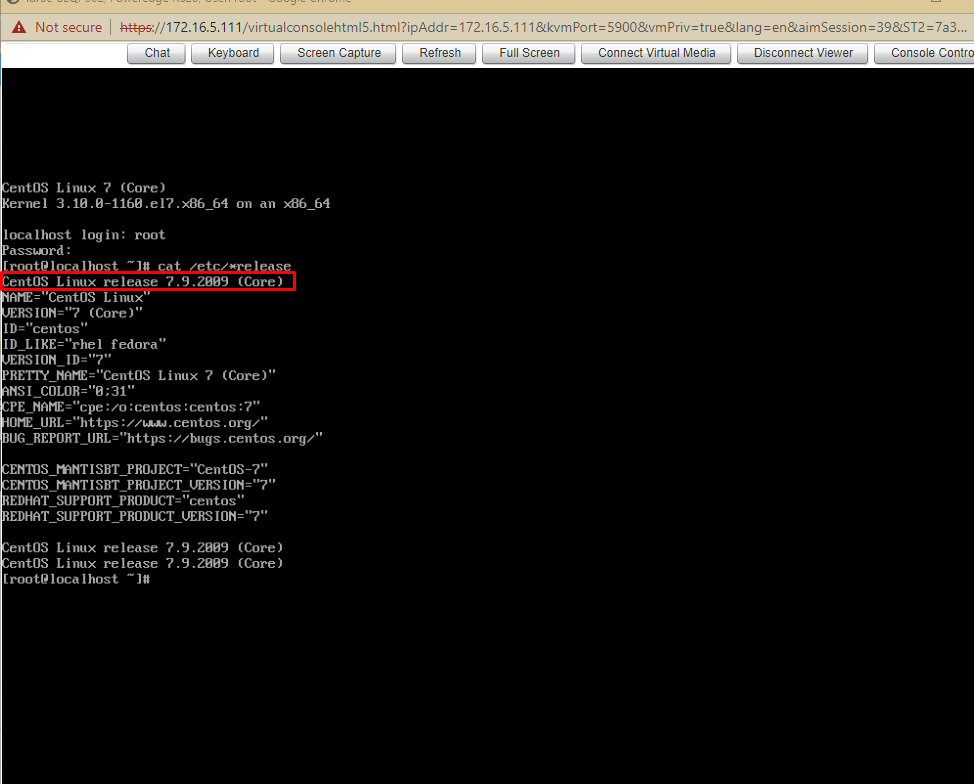 Not secure https://172.16.5.111/virtualconsolehtml5.html?ipAddr=172.16.5.111&kvmPort=5900&vmPriv=true&lang=en&aimSession=39&ST2=7a3...
Chat Keyboard Screen Capture Refresh Full Screen Connect Virtual Media Disconnect Viewer Console Contro
CentOS Linux 7 (Core)
Kernel 3.10.0-1160.el7.x86_64 on an x86_64
localhost login: root
Password:
[root@localhost ~]# cat /etc/*release
CentOS Linux release 7.9.2009 (Core)
NAME="CentOS Linux"
VERSION="7 (Core)"
ID="centos"
ID_LIKE="rhel fedora"
VERSION_ID="7"
PRETTY_NAME="CentOS Linux 7 (Core)"
ANSI_COLOR="0;31"
CPE_NAME="cpe:/o:centos:centos:7"
HOME_URL="https://www.centos.org/"
BUG_REPORT_URL="https://bugs.centos.org/"
CENTOS_MANTISBT_PROJECT="CentOS-7"
CENTOS_MANTISBT_PROJECT_VERSION="7"
REDHAT_SUPPORT_PRODUCT="centos"
REDHAT_SUPPORT_PRODUCT_VERSION="7"
CentOS Linux release 7.9.2009 (Core)
CentOS Linux release 7.9.2009 (Core)
[root@localhost ~]#